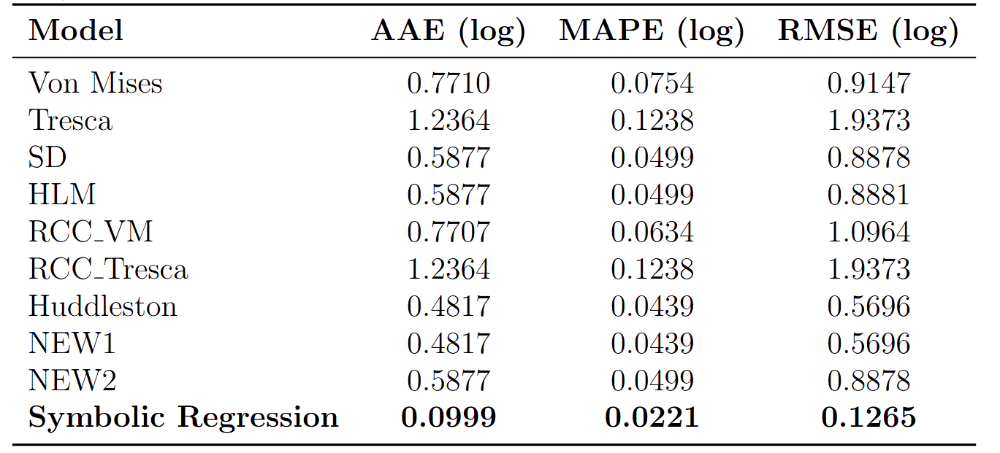 Model AAE (log) MAPE (log) RMSE (log)
Von Mises 0.7710 0.0754 0.9147
Tresca 1.2364 0.1238 1.9373
SD 0.5877 0.0499 0.8878
HLM 0.5877 0.0499 0.8881
RCC_VM 0.7707 0.0634 1.0964
RCC_Tresca 1.2364 0.1238 1.9373
Huddleston 0.4817 0.0439 0.5696
NEW1 0.4817 0.0439 0.5696
NEW2 0.5877 0.0499 0.8878
Symbolic Regression 0.0999 0.0221 0.1265